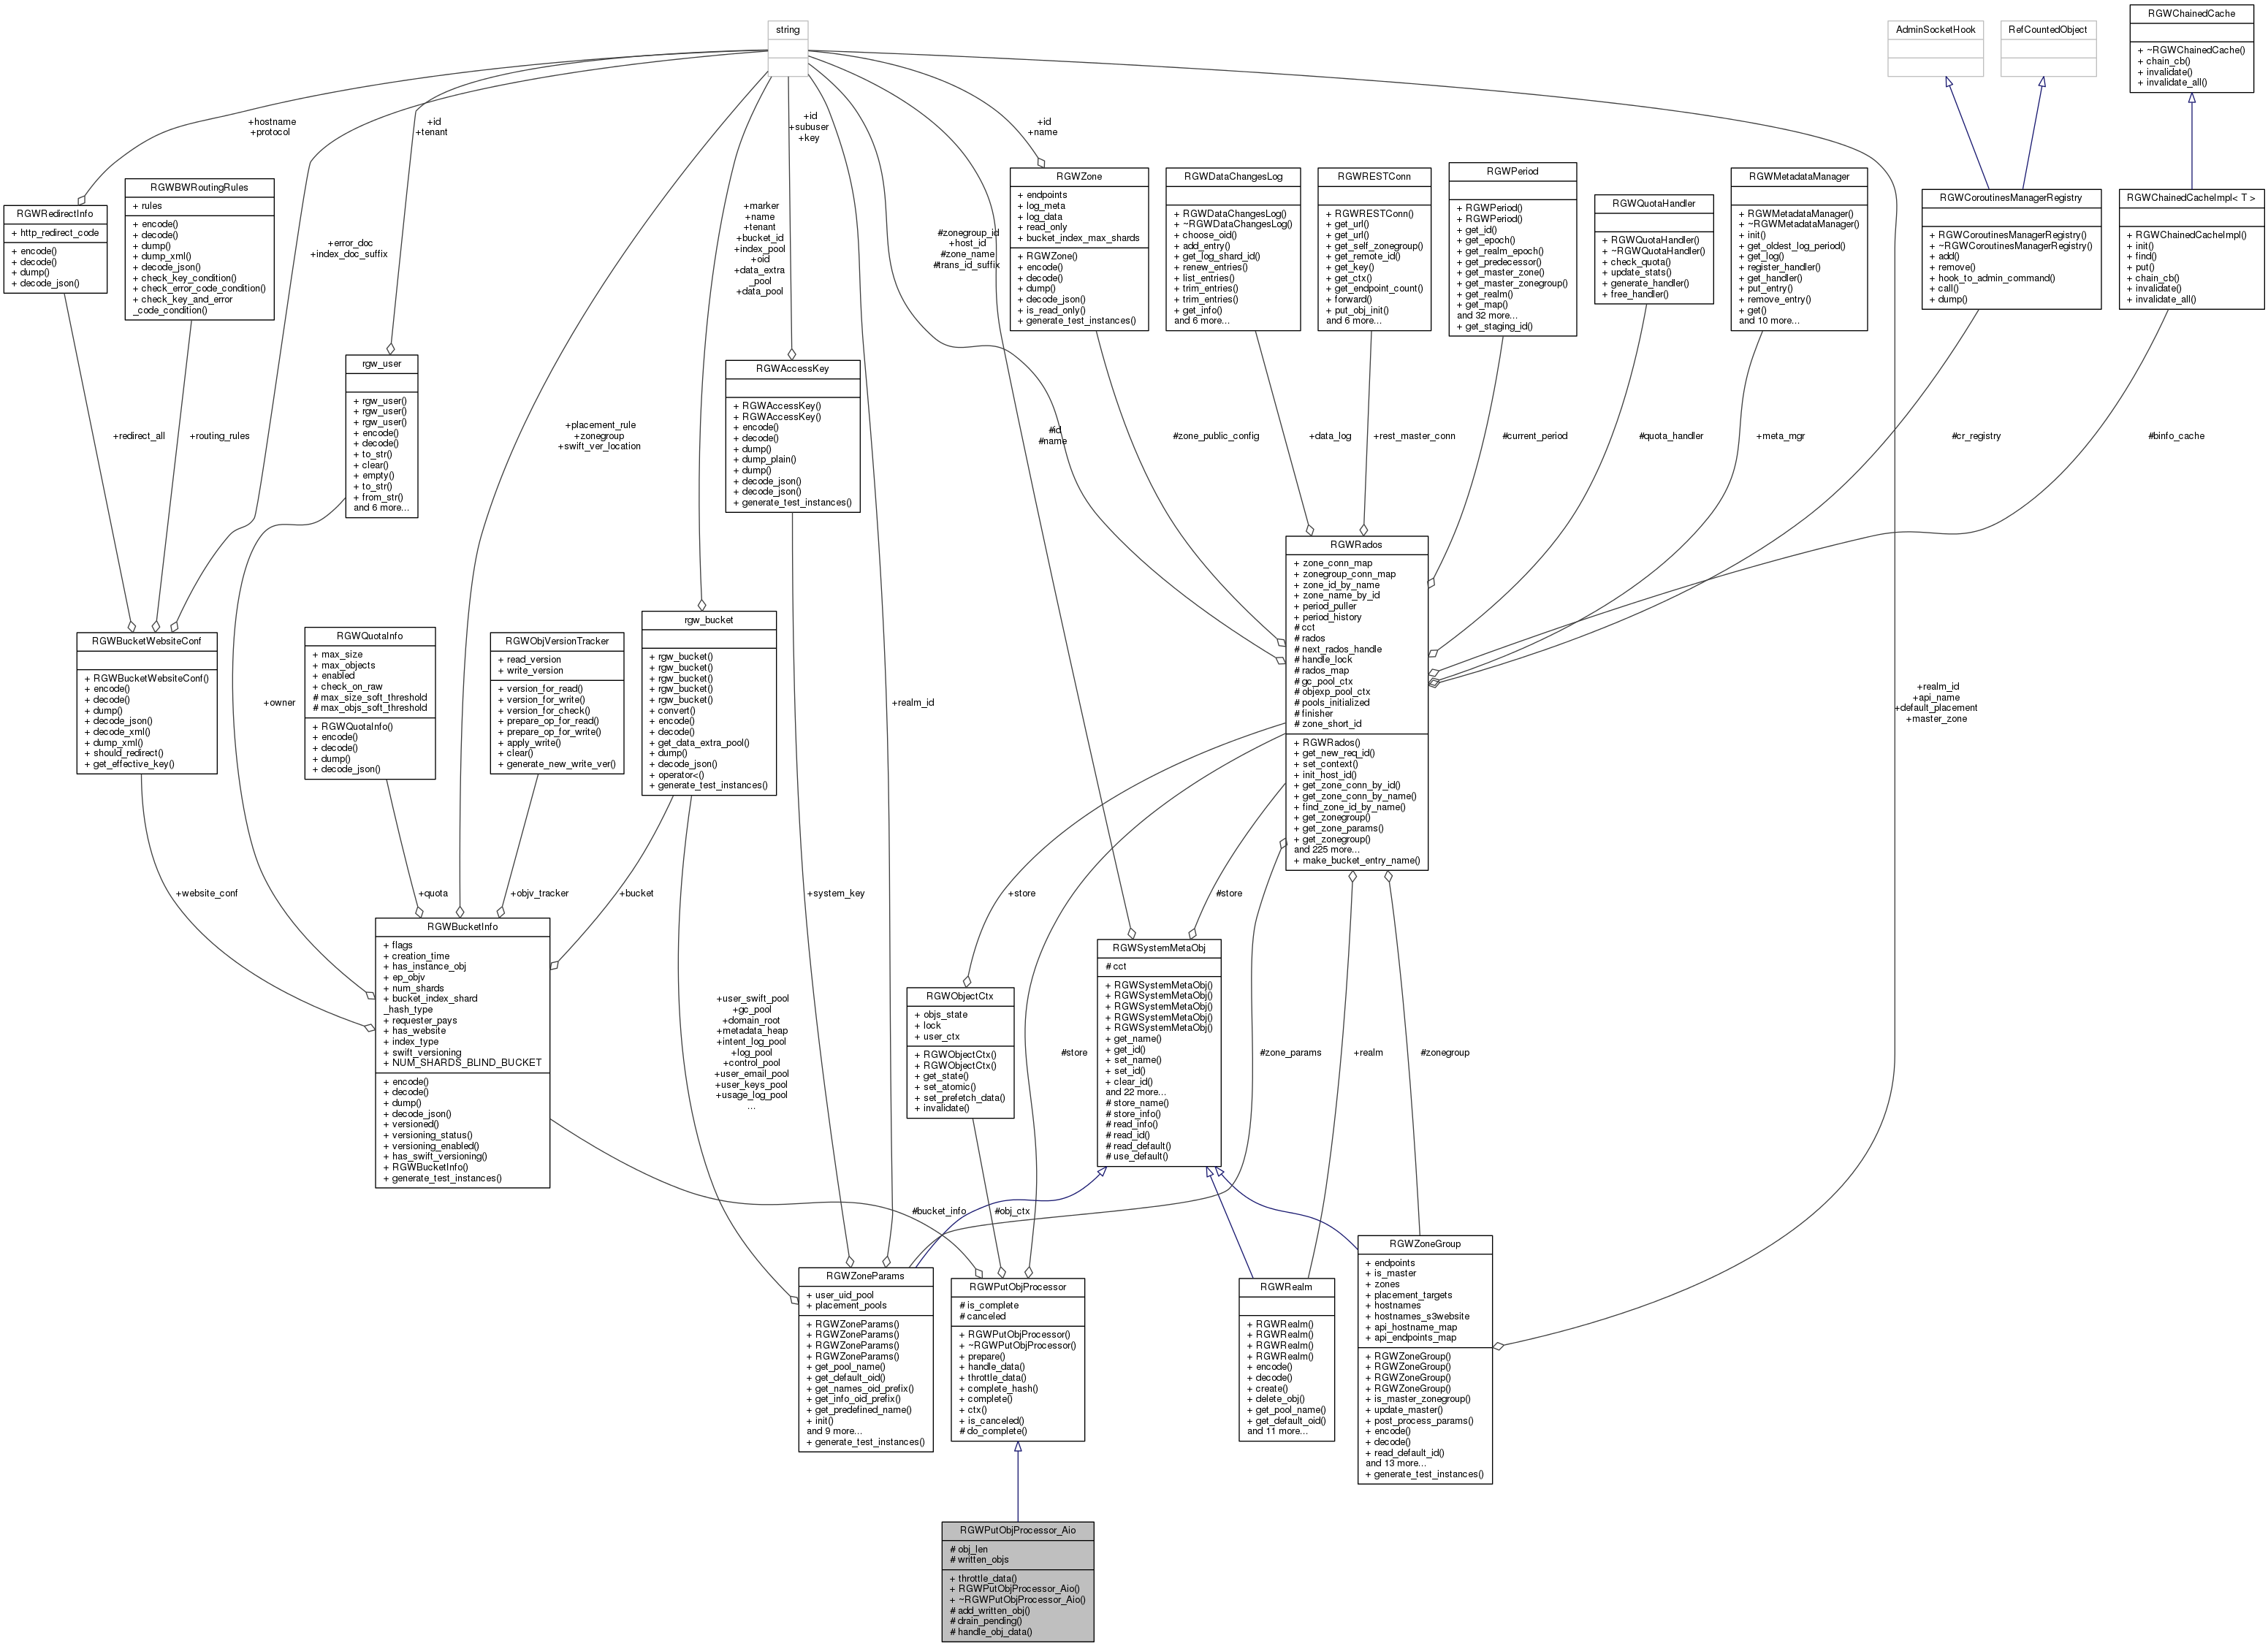 string
AdminSocketHook
RefCountedObject
RGWChainedCache
+ ~RGWChainedCache()
+ chain_cb()
+ invalidate()
+ invalidate_all()
+hostname
+protocol
+id
+tenant
+id
+subuser
+key
+id
+name
RGWRedirectInfo
+ http_redirect_code
+ encode()
+ decode()
+ dump()
+ decode_json()
RGWBWRoutingRules
+ rules
+ encode()
+ decode()
+ dump()
+ dump_xml()
+ decode_json()
+ check_key_condition()
+ check_error_code_condition()
+ check_key_and_error
_code_condition()
+error_doc
+index_doc_suffix
+marker
+name
+tenant
+bucket_id
+index_pool
+oid
+data_extra
_pool
+data_pool
#zonegroup_id
+host_id
#zone_name
#trans_id_suffix
RGWZone
+ endpoints
+ log_meta
+ log_data
+ read_only
+ bucket_index_max_shards
+ RGWZone()
+ encode()
+ decode()
+ dump()
+ decode_json()
+ is_read_only()
+ generate_test_instances()
RGWDataChangesLog
+ RGWDataChangesLog()
+ ~RGWDataChangesLog()
+ choose_oid()
+ add_entry()
+ get_log_shard_id()
+ renew_entries()
+ list_entries()
+ trim_entries()
+ trim_entries()
+ get_info()
and 6 more...
RGWRESTConn
+ RGWRESTConn()
+ get_url()
+ get_url()
+ get_self_zonegroup()
+ get_remote_id()
+ get_key()
+ get_ctx()
+ get_endpoint_count()
+ forward()
+ put_obj_init()
and 6 more...
RGWPeriod
+ RGWPeriod()
+ RGWPeriod()
+ get_id()
+ get_epoch()
+ get_realm_epoch()
+ get_predecessor()
+ get_master_zone()
+ get_master_zonegroup()
+ get_realm()
+ get_map()
and 32 more...
+ get_staging_id()
RGWQuotaHandler
+ RGWQuotaHandler()
+ ~RGWQuotaHandler()
+ check_quota()
+ update_stats()
+ generate_handler()
+ free_handler()
RGWMetadataManager
+ RGWMetadataManager()
+ ~RGWMetadataManager()
+ init()
+ get_oldest_log_period()
+ get_log()
+ register_handler()
+ get_handler()
+ put_entry()
+ remove_entry()
+ get()
and 10 more...
RGWCoroutinesManagerRegistry
+ RGWCoroutinesManagerRegistry()
+ ~RGWCoroutinesManagerRegistry()
+ add()
+ remove()
+ hook_to_admin_command()
+ call()
+ dump()
RGWChainedCacheImpl< T >
+ RGWChainedCacheImpl()
+ init()
+ find()
+ put()
+ chain_cb()
+ invalidate()
+ invalidate_all()
rgw_user
+ rgw_user()
+ rgw_user()
+ rgw_user()
+ encode()
+ decode()
+ to_str()
+ clear()
+ empty()
+ to_str()
+ from_str()
and 6 more...
RGWAccessKey
+ RGWAccessKey()
+ RGWAccessKey()
+ encode()
+ decode()
+ dump()
+ dump_plain()
+ dump()
+ decode_json()
+ decode_json()
+ generate_test_instances()
+redirect_all
+routing_rules
+placement_rule
+zonegroup
+swift_ver_location
#id
#name
#zone_public_config
+data_log
+rest_master_conn
#current_period
#quota_handler
+meta_mgr
#cr_registry
#binfo_cache
RGWRados
+ zone_conn_map
+ zonegroup_conn_map
+ zone_id_by_name
+ zone_name_by_id
+ period_puller
+ period_history
# cct
# rados
# next_rados_handle
# handle_lock
# rados_map
# gc_pool_ctx
# objexp_pool_ctx
# pools_initialized
# finisher
# zone_short_id
+ RGWRados()
+ get_new_req_id()
+ set_context()
+ init_host_id()
+ get_zone_conn_by_id()
+ get_zone_conn_by_name()
+ find_zone_id_by_name()
+ get_zonegroup()
+ get_zone_params()
+ get_zonegroup()
and 225 more...
+ make_bucket_entry_name()
RGWBucketWebsiteConf
+ RGWBucketWebsiteConf()
+ encode()
+ decode()
+ dump()
+ decode_json()
+ decode_xml()
+ dump_xml()
+ should_redirect()
+ get_effective_key()
+owner
RGWQuotaInfo
+ max_size
+ max_objects
+ enabled
+ check_on_raw
# max_size_soft_threshold
# max_objs_soft_threshold
+ RGWQuotaInfo()
+ encode()
+ decode()
+ dump()
+ decode_json()
RGWObjVersionTracker
+ read_version
+ write_version
+ version_for_read()
+ version_for_write()
+ version_for_check()
+ prepare_op_for_read()
+ prepare_op_for_write()
+ apply_write()
+ clear()
+ generate_new_write_ver()
rgw_bucket
+ rgw_bucket()
+ rgw_bucket()
+ rgw_bucket()
+ rgw_bucket()
+ rgw_bucket()
+ convert()
+ encode()
+ decode()
+ get_data_extra_pool()
+ dump()
+ decode_json()
+ operator<()
+ generate_test_instances()
+realm_id
+realm_id
+api_name
+default_placement
+master_zone
+website_conf
+quota
+objv_tracker
+bucket
+system_key
+store
#store
RGWBucketInfo
+ flags
+ creation_time
+ has_instance_obj
+ ep_objv
+ num_shards
+ bucket_index_shard
_hash_type
+ requester_pays
+ has_website
+ index_type
+ swift_versioning
+ NUM_SHARDS_BLIND_BUCKET
+ encode()
+ decode()
+ dump()
+ decode_json()
+ versioned()
+ versioning_status()
+ versioning_enabled()
+ has_swift_versioning()
+ RGWBucketInfo()
+ generate_test_instances()
+user_swift_pool
+gc_pool
+domain_root
+metadata_heap
+intent_log_pool
+log_pool
+control_pool
+user_email_pool
+user_keys_pool
+usage_log_pool
...
RGWObjectCtx
+ objs_state
+ lock
+ user_ctx
+ RGWObjectCtx()
+ RGWObjectCtx()
+ get_state()
+ set_atomic()
+ set_prefetch_data()
+ invalidate()
#store
RGWSystemMetaObj
# cct
+ RGWSystemMetaObj()
+ RGWSystemMetaObj()
+ RGWSystemMetaObj()
+ RGWSystemMetaObj()
+ RGWSystemMetaObj()
+ get_name()
+ get_id()
+ set_name()
+ set_id()
+ clear_id()
and 22 more...
# store_name()
# store_info()
# read_info()
# read_id()
# read_default()
# use_default()
#zone_params
+realm
#zonegroup
#bucket_info
#obj_ctx
RGWZoneParams
+ user_uid_pool
+ placement_pools
+ RGWZoneParams()
+ RGWZoneParams()
+ RGWZoneParams()
+ RGWZoneParams()
+ get_pool_name()
+ get_default_oid()
+ get_names_oid_prefix()
+ get_info_oid_prefix()
+ get_predefined_name()
+ init()
and 9 more...
+ generate_test_instances()
RGWPutObjProcessor
# is_complete
# canceled
+ RGWPutObjProcessor()
+ ~RGWPutObjProcessor()
+ prepare()
+ handle_data()
+ throttle_data()
+ complete_hash()
+ complete()
+ ctx()
+ is_canceled()
# do_complete()
RGWRealm
+ RGWRealm()
+ RGWRealm()
+ RGWRealm()
+ RGWRealm()
+ encode()
+ decode()
+ create()
+ delete_obj()
+ get_pool_name()
+ get_default_oid()
and 11 more...
RGWZoneGroup
+ endpoints
+ is_master
+ zones
+ placement_targets
+ hostnames
+ hostnames_s3website
+ api_hostname_map
+ api_endpoints_map
+ RGWZoneGroup()
+ RGWZoneGroup()
+ RGWZoneGroup()
+ RGWZoneGroup()
+ is_master_zonegroup()
+ update_master()
+ post_process_params()
+ encode()
+ decode()
+ read_default_id()
and 13 more...
+ generate_test_instances()
RGWPutObjProcessor_Aio
# obj_len
# written_objs
+ throttle_data()
+ RGWPutObjProcessor_Aio()
+ ~RGWPutObjProcessor_Aio()
# add_written_obj()
# drain_pending()
# handle_obj_data()